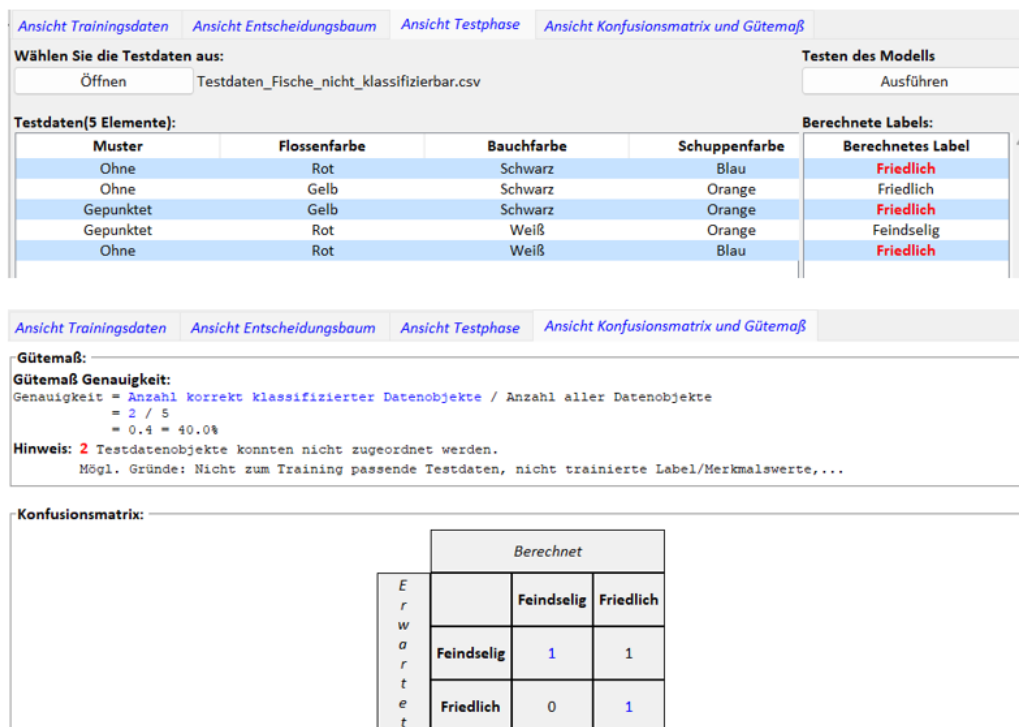 Ansicht Trainingsdaten Ansicht Entscheidungsbaum Ansicht Testphase Ansicht Konfusionsmatrix und Gütemaß
Wählen Sie die Testdaten aus: Testen des Modells
Öffnen Testdaten_Fische_nicht_klassifizierbar.csv Ausführen
Testdaten(5 Elemente): Berechnete Labels:
Muster Flossenfarbe Bauchfarbe Schuppenfarbe Berechnetes Label
Ohne Rot Schwarz Blau Friedlich
Ohne Gelb Schwarz Orange Friedlich
Gepunktet Gelb Schwarz Orange Friedlich
Gepunktet Rot Weiß Orange Feindselig
Ohne Rot Weiß Blau Friedlich
Ansicht Trainingsdaten Ansicht Entscheidungsbaum Ansicht Testphase Ansicht Konfusionsmatrix und Gütemaß
Gütemaß:
Gütemaß Genauigkeit:
Genauigkeit = Anzahl korrekt klassifizierter Datenobjekte / Anzahl aller Datenobjekte
= 2 / 5
= 0.4 = 40.0%
Hinweis: 2 Testdatenobjekte konnten nicht zugeordnet werden.
Mögl. Gründe: Nicht zum Training passende Testdaten, nicht trainierte Label/Merkmalswerte,...
Konfusionsmatrix:
Berechnet
Erwartet
Feindselig Friedlich
Feindselig 1 1
Friedlich 0 1